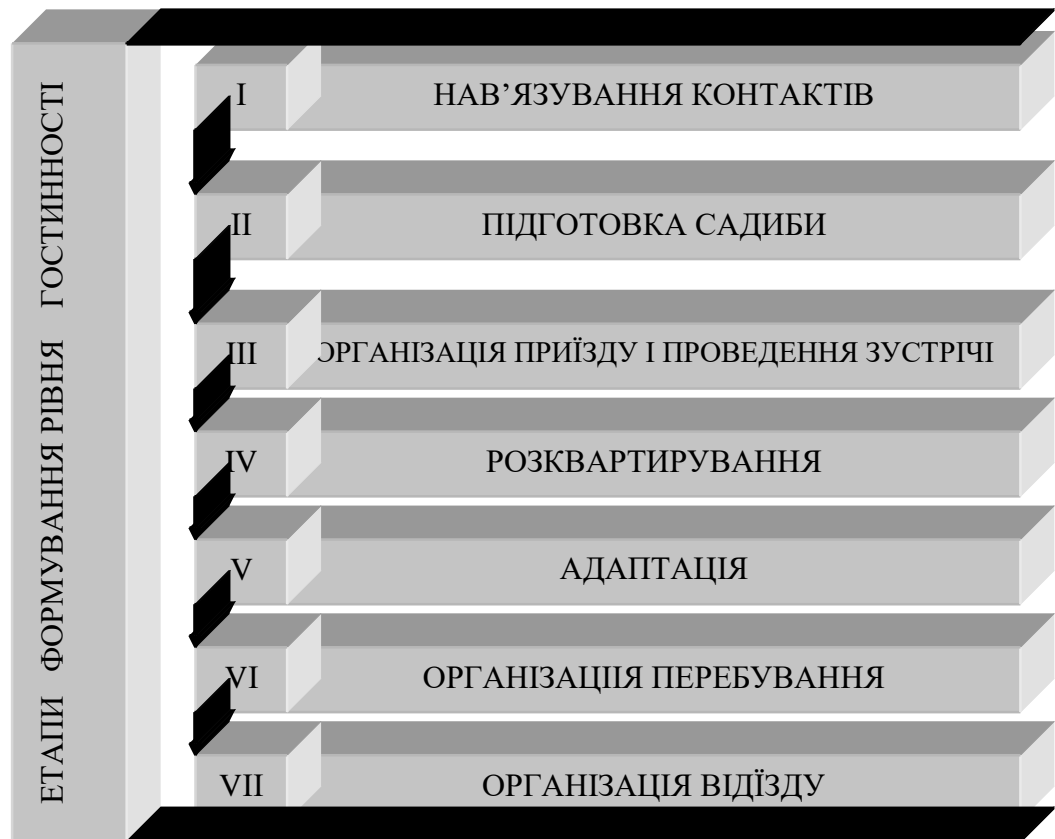 ЕТАПИ ФОРМУВАННЯ РІВНЯ ГОСТИННОСТІ
I НАВ’ЯЗУВАННЯ КОНТАКТІВ
II ПІДГОТОВКА САДИБИ
III ОРГАНІЗАЦІЯ ПРИЇЗДУ І ПРОВЕДЕННЯ ЗУСТРІЧІ
IV РОЗКВАРТИРУВАННЯ
V АДАПТАЦІЯ
VI ОРГАНІЗАЦІІЯ ПЕРЕБУВАННЯ
VII ОРГАНІЗАЦІЯ ВІДЇЗДУ